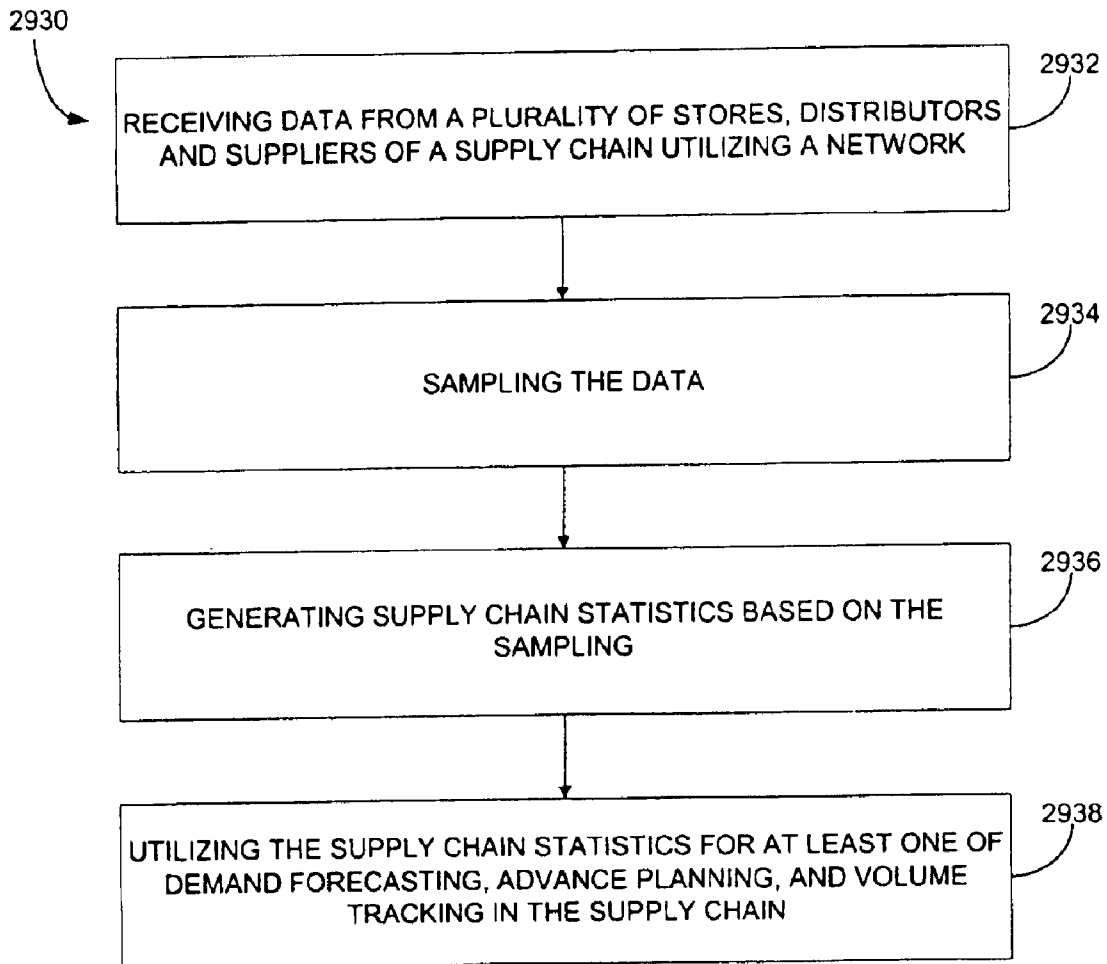 2930
2932
RECEIVING DATA FROM A PLURALITY OF STORES, DISTRIBUTORS
AND SUPPLIERS OF A SUPPLY CHAIN UTILIZING A NETWORK
2934
SAMPLING THE DATA
2936
GENERATING SUPPLY CHAIN STATISTICS BASED ON THE
SAMPLING
2938
UTILIZING THE SUPPLY CHAIN STATISTICS FOR AT LEAST ONE OF
DEMAND FORECASTING, ADVANCE PLANNING, AND VOLUME
TRACKING IN THE SUPPLY CHAIN